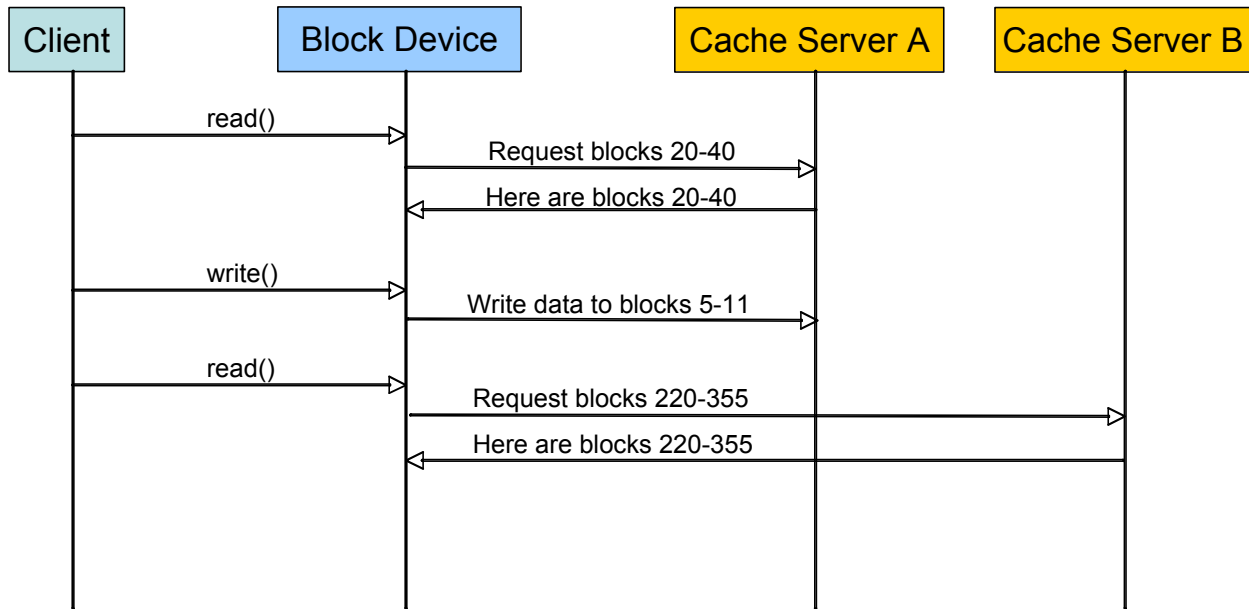 Client
Block Device
Cache Server A
Cache Server B
read()
Request blocks 20-40
Here are blocks 20-40
write()
Write data to blocks 5-11
read()
Request blocks 220-355
Here are blocks 220-355